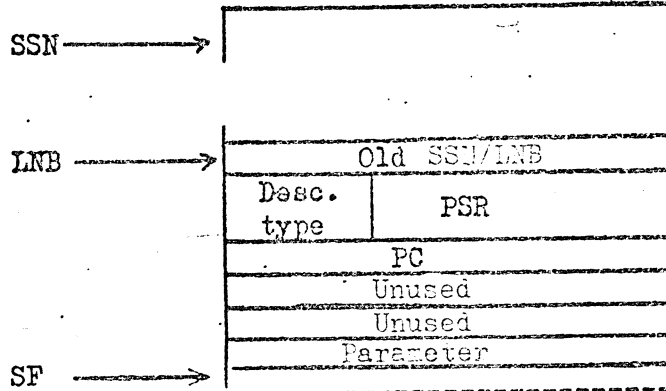 SSN
LNB
Old SSN/LNB
Desc.
type
PSR
PC
Unused
Unused
Parameter
SF